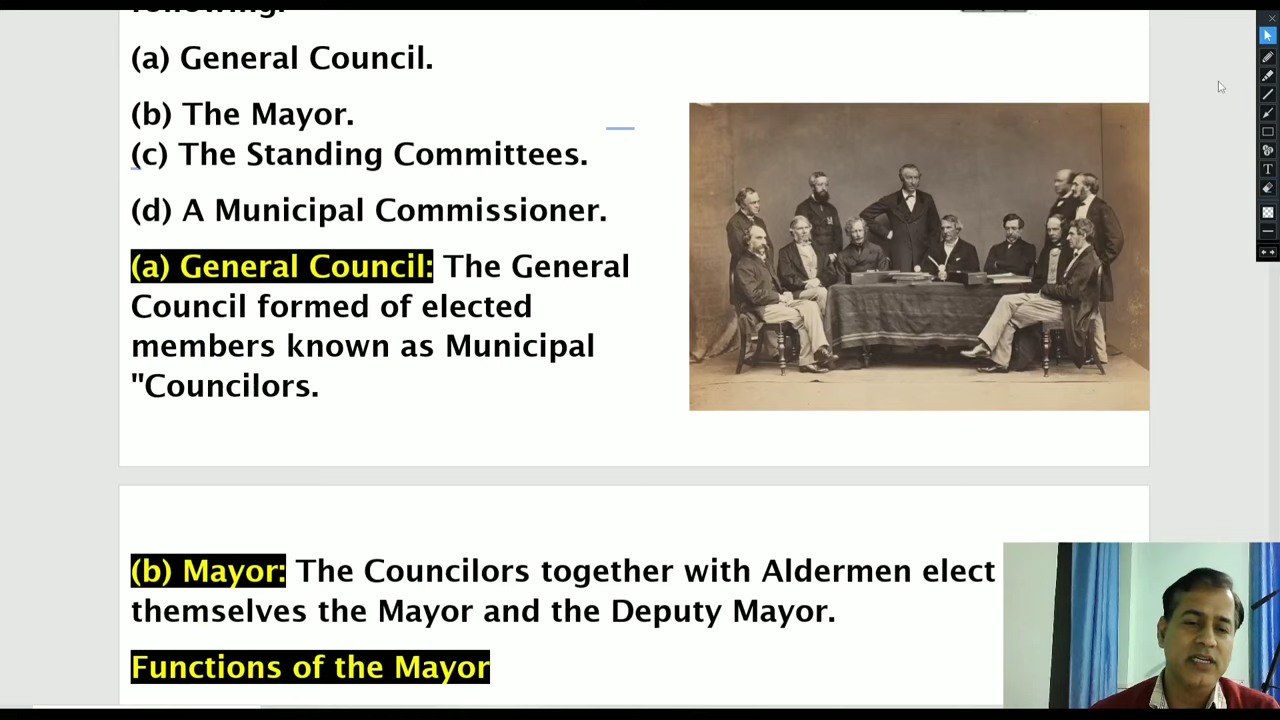 (a) General Council.
(b) The Mayor.
(c) The Standing Committees.
(d) A Municipal Commissioner.
(a) General Council: The General
Council formed of elected
members known as Municipal
"Councilors.
(b) Mayor: The Councilors together with Aldermen elect
themselves the Mayor and the Deputy Mayor.
Functions of the Mayor